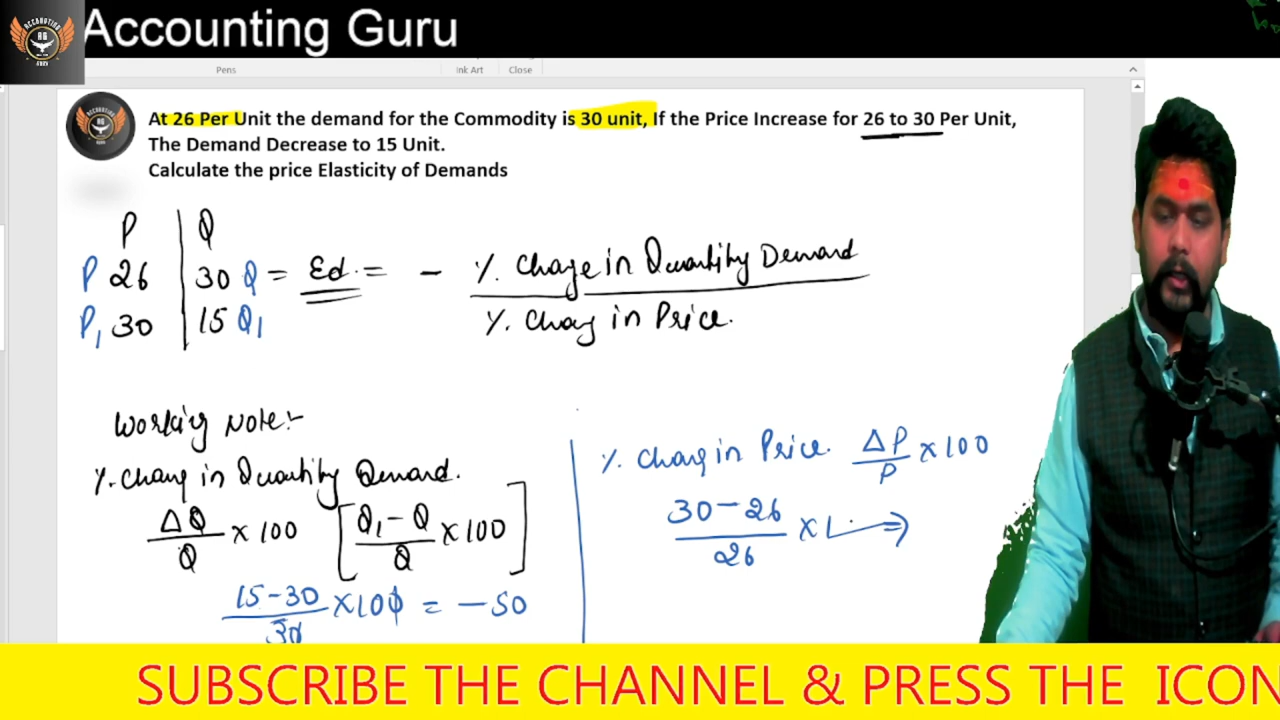 Accounting Guru
ACCOUNTING
AG
GURU
Pens Ink Art Close
At 26 Per Unit the demand for the Commodity is 30 unit, If the Price Increase for 26 to 30 Per Unit,
The Demand Decrease to 15 Unit.
Calculate the price Elasticity of Demands
P | Q
P 26 | 30 Q = Ed = - % Change in Quantity Demand
P1 30 | 15 Q1 % Chang in Price.
Working Note:-
% Chang in Quantity Demand.
ΔQ/Q × 100 [Q1 - Q/Q × 100]
15-30/30 × 100 = -50
% Chang in Price. ΔP/P × 100
30-26/26 ×
SUBSCRIBE THE CHANNEL & PRESS THE ICON